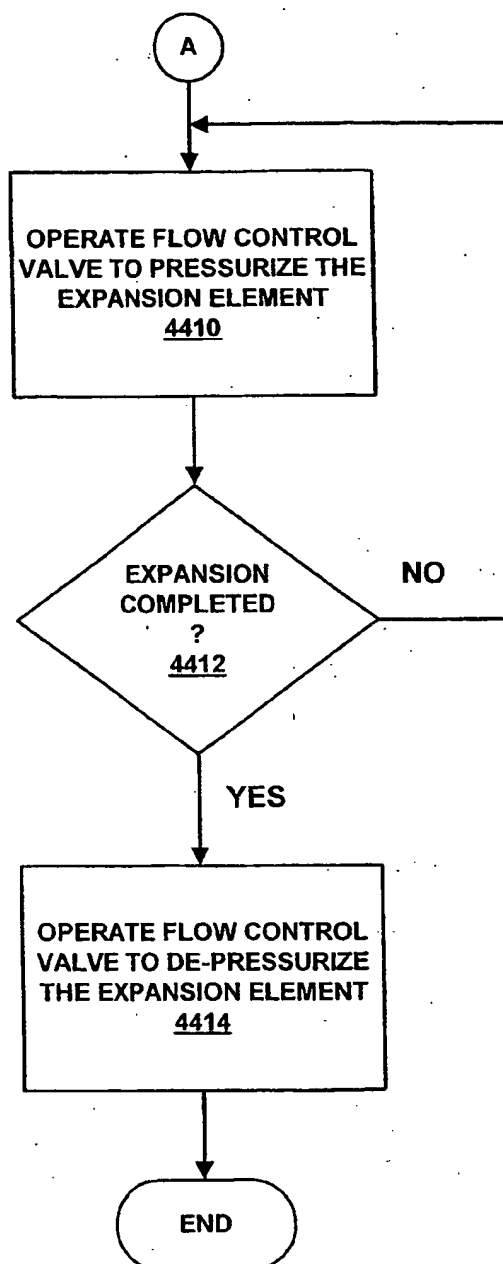 A
OPERATE FLOW CONTROL
VALVE TO PRESSURIZE THE
EXPANSION ELEMENT
4410
EXPANSION
COMPLETED
?
4412
NO
YES
OPERATE FLOW CONTROL
VALVE TO DE-PRESSURIZE
THE EXPANSION ELEMENT
4414
END